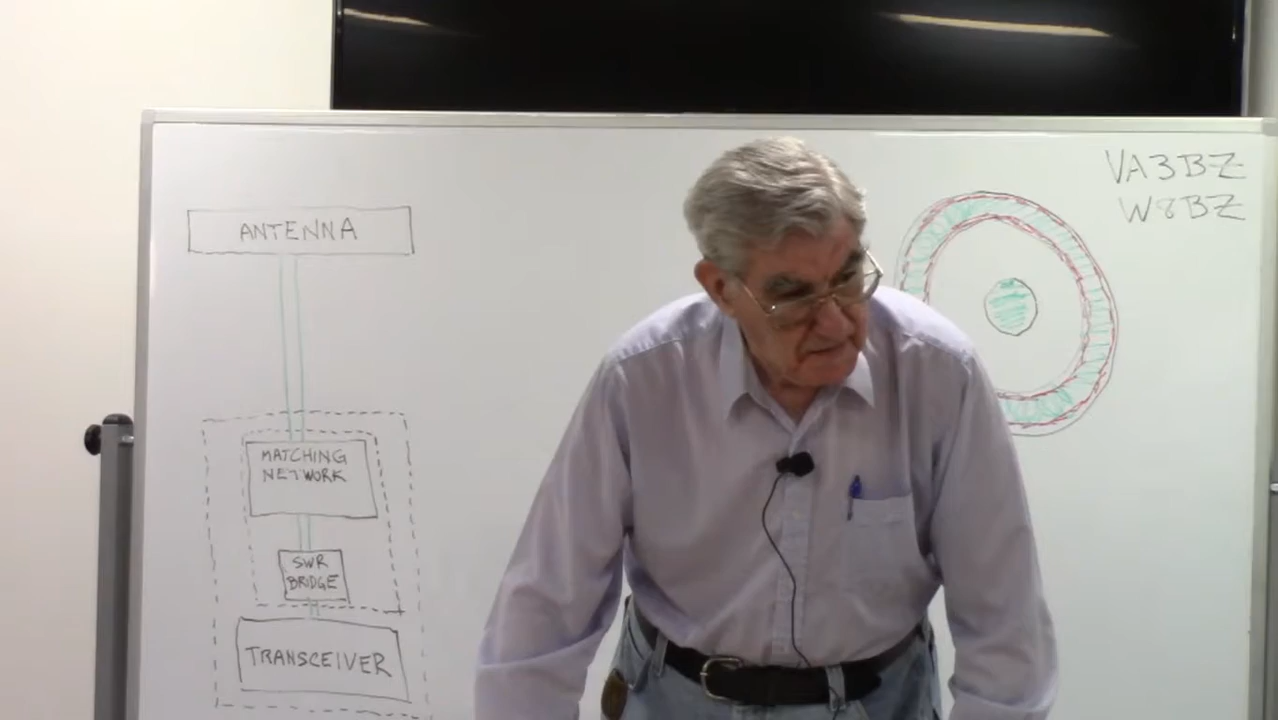 ANTENNA
MATCHING
NETWORK
SWR
BRIDGE
TRANSCEIVER
VA3BZ
W8BZ